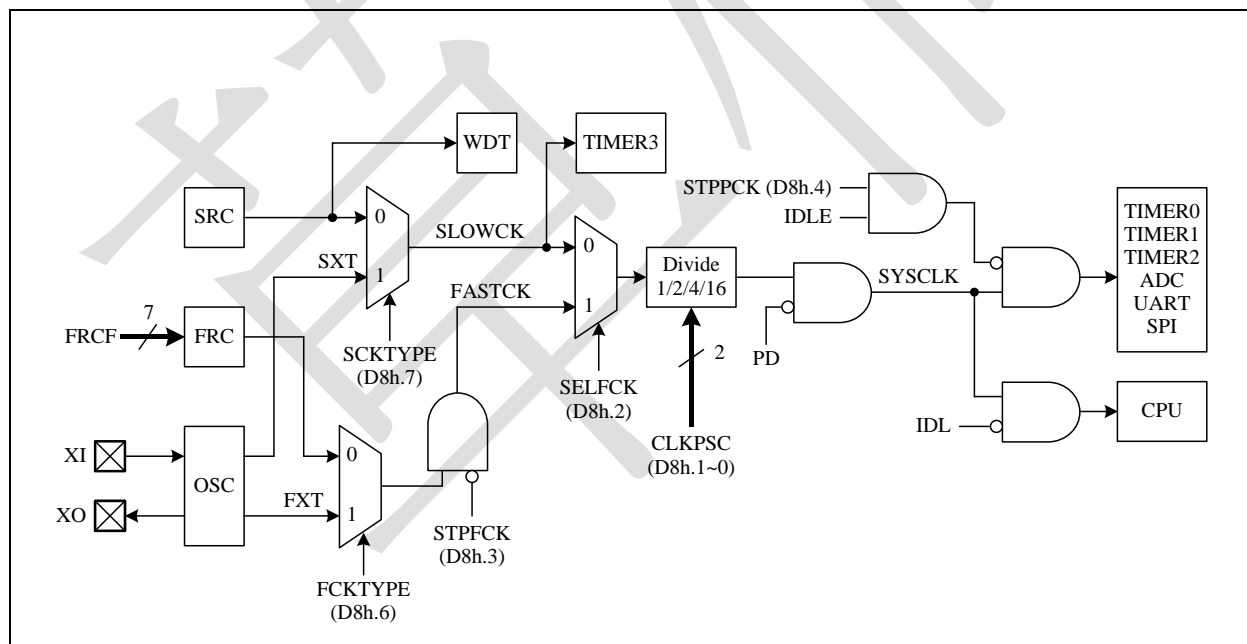 WDT
TIMER3
SRC
0
1
SLOWCK
SXT
SCKTYPE
(D8h.7)
FRCF
7
FRC
FASTCK
0
1
SELFCK
(D8h.2)
Divide
1/2/4/16
2
CLKPSC
(D8h.1~0)
STPPCK (D8h.4)
IDLE
PD
SYSCLK
TIMER0
TIMER1
TIMER2
ADC
UART
SPI
IDL
CPU
XI
XO
OSC
FXT
0
1
FCKTYPE
(D8h.6)
STPFCK
(D8h.3)